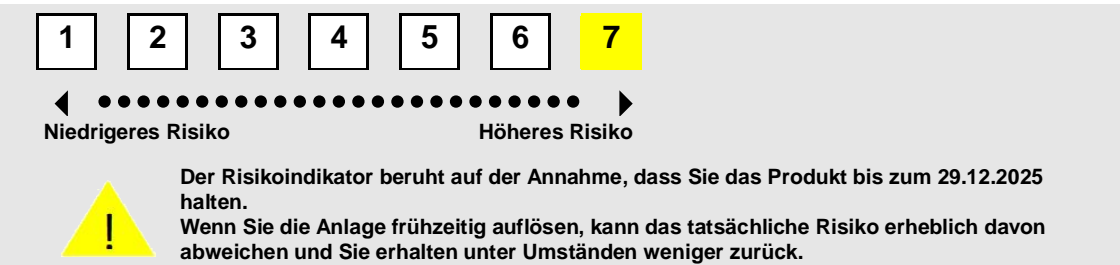 1 2 3 4 5 6 7
Niedrigeres Risiko Höheres Risiko
Der Risikoindikator beruht auf der Annahme, dass Sie das Produkt bis zum 29.12.2025
halten.
Wenn Sie die Anlage frühzeitig auflösen, kann das tatsächliche Risiko erheblich davon
abweichen und Sie erhalten unter Umständen weniger zurück.
!